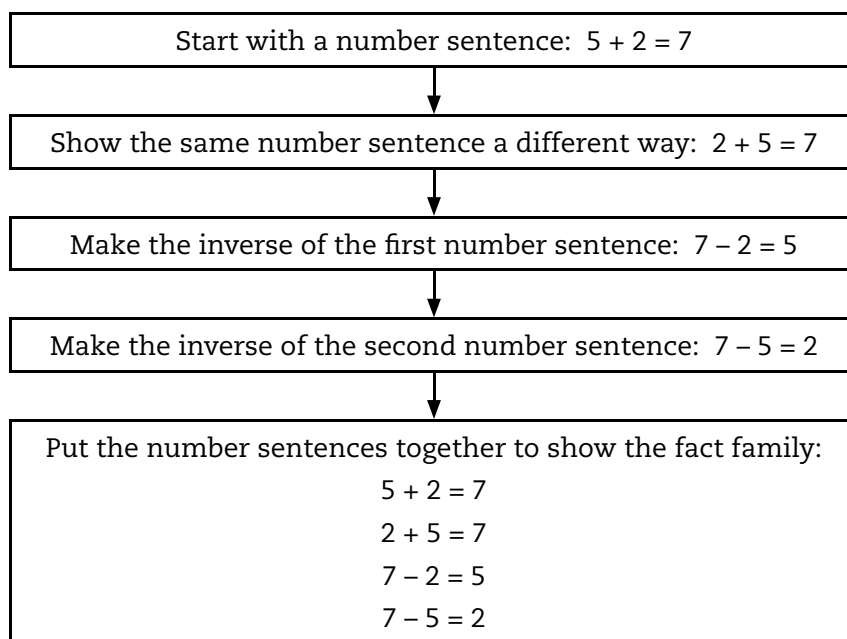 Start with a number sentence: 5 + 2 = 7
Show the same number sentence a different way: 2 + 5 = 7
Make the inverse of the first number sentence: 7 – 2 = 5
Make the inverse of the second number sentence: 7 – 5 = 2
Put the number sentences together to show the fact family:
5 + 2 = 7
2 + 5 = 7
7 – 2 = 5
7 – 5 = 2